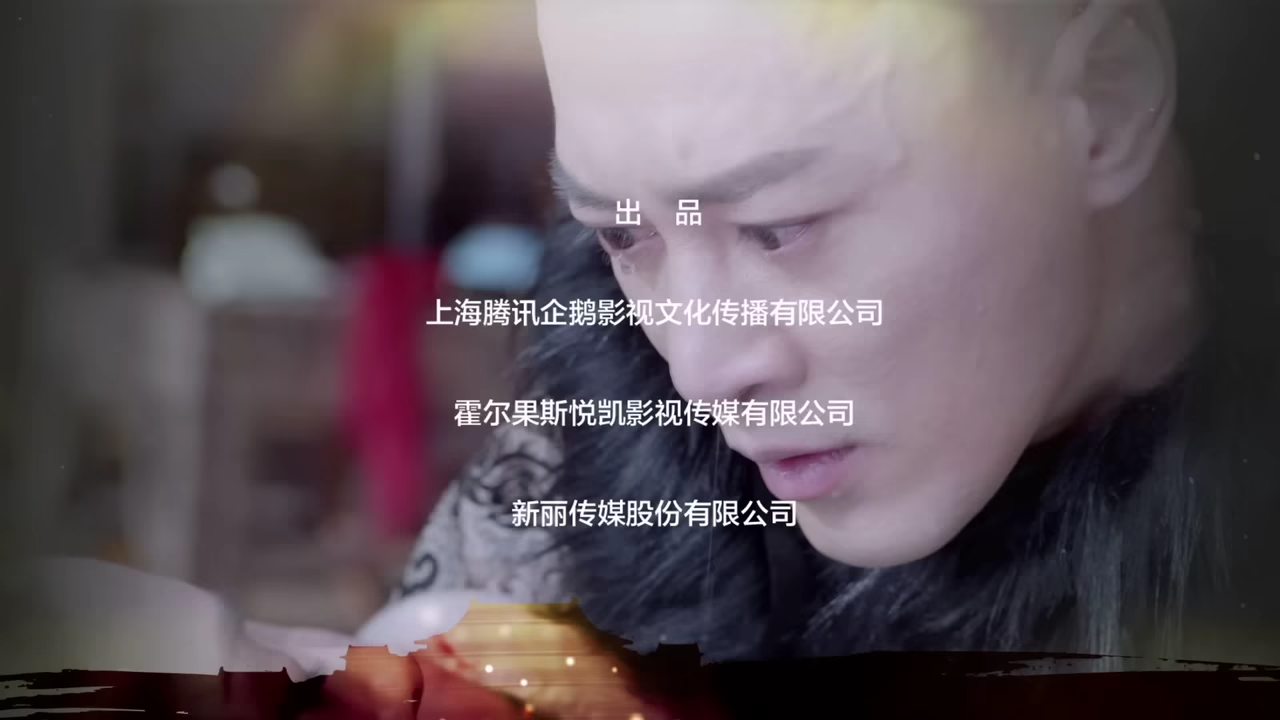 出 品
上海腾讯企鹅影视文化传播有限公司
霍尔果斯悦凯影视传媒有限公司
新丽传媒股份有限公司